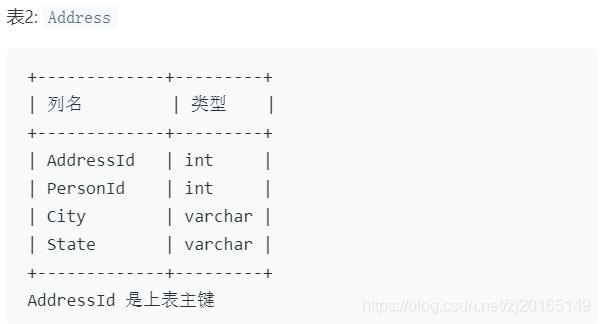 表2: Address
+-------------+---------+
| 列名         | 类型    |
+-------------+---------+
| AddressId   | int     |
| PersonId    | int     |
| City        | varchar |
| State       | varchar |
+-------------+---------+
AddressId 是上表主键
https://blog.csdn.net/zj20165149